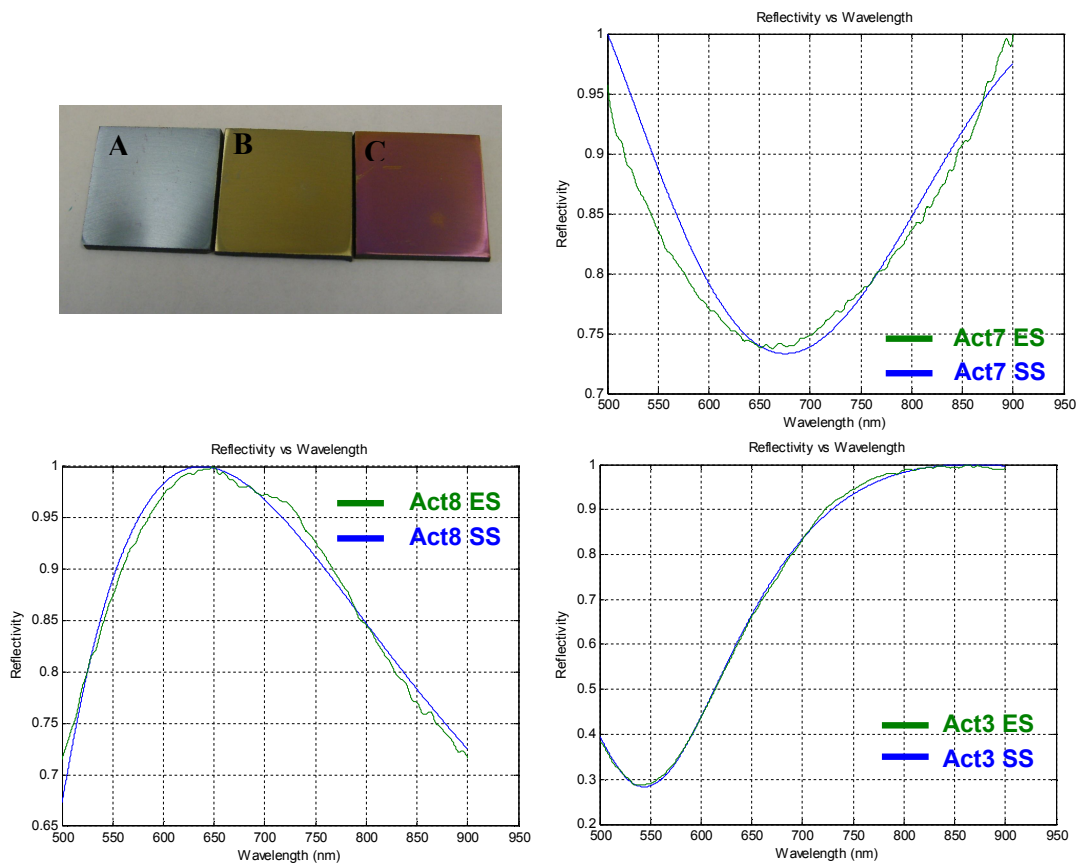 A
B
C
Reflectivity vs Wavelength
1
0.95
0.9
0.85
0.8
0.75
0.7
Reflectivity
Act7 ES
Act7 SS
500 550 600 650 700 750 800 850 900 950
Wavelength (nm)
Reflectivity vs Wavelength
1
0.95
0.9
0.85
0.8
0.75
0.7
0.65
Reflectivity
Act8 ES
Act8 SS
500 550 600 650 700 750 800 850 900 950
Wavelength (nm)
Reflectivity vs Wavelength
1
0.9
0.8
0.7
0.6
0.5
0.4
0.3
0.2
Reflectivity
Act3 ES
Act3 SS
500 550 600 650 700 750 800 850 900 950
Wavelength (nm)